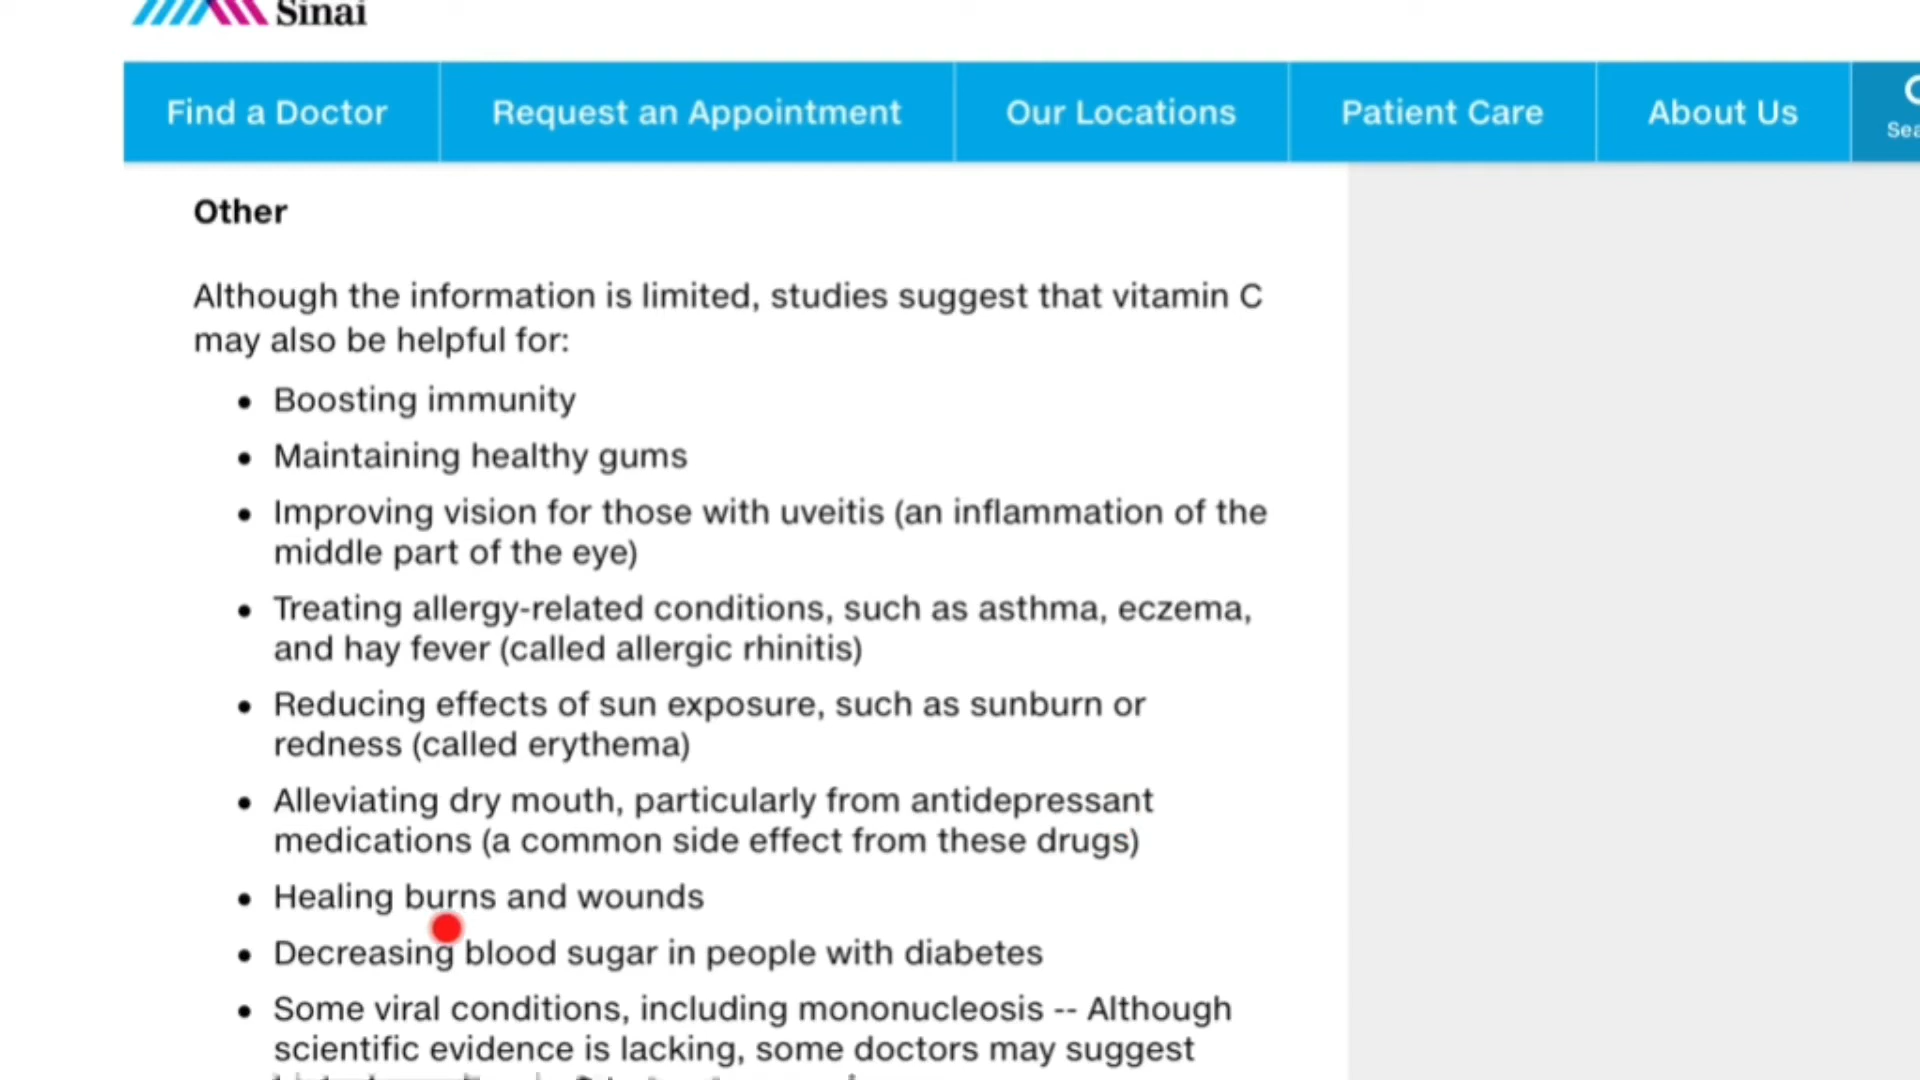 Sinai
Find a Doctor
Request an Appointment
Our Locations
Patient Care
About Us
Other
Although the information is limited, studies suggest that vitamin C
may also be helpful for:
• Boosting immunity
• Maintaining healthy gums
• Improving vision for those with uveitis (an inflammation of the
middle part of the eye)
• Treating allergy-related conditions, such as asthma, eczema,
and hay fever (called allergic rhinitis)
• Reducing effects of sun exposure, such as sunburn or
redness (called erythema)
• Alleviating dry mouth, particularly from antidepressant
medications (a common side effect from these drugs)
• Healing burns and wounds
• Decreasing blood sugar in people with diabetes
• Some viral conditions, including mononucleosis -- Although
scientific evidence is lacking, some doctors may suggest